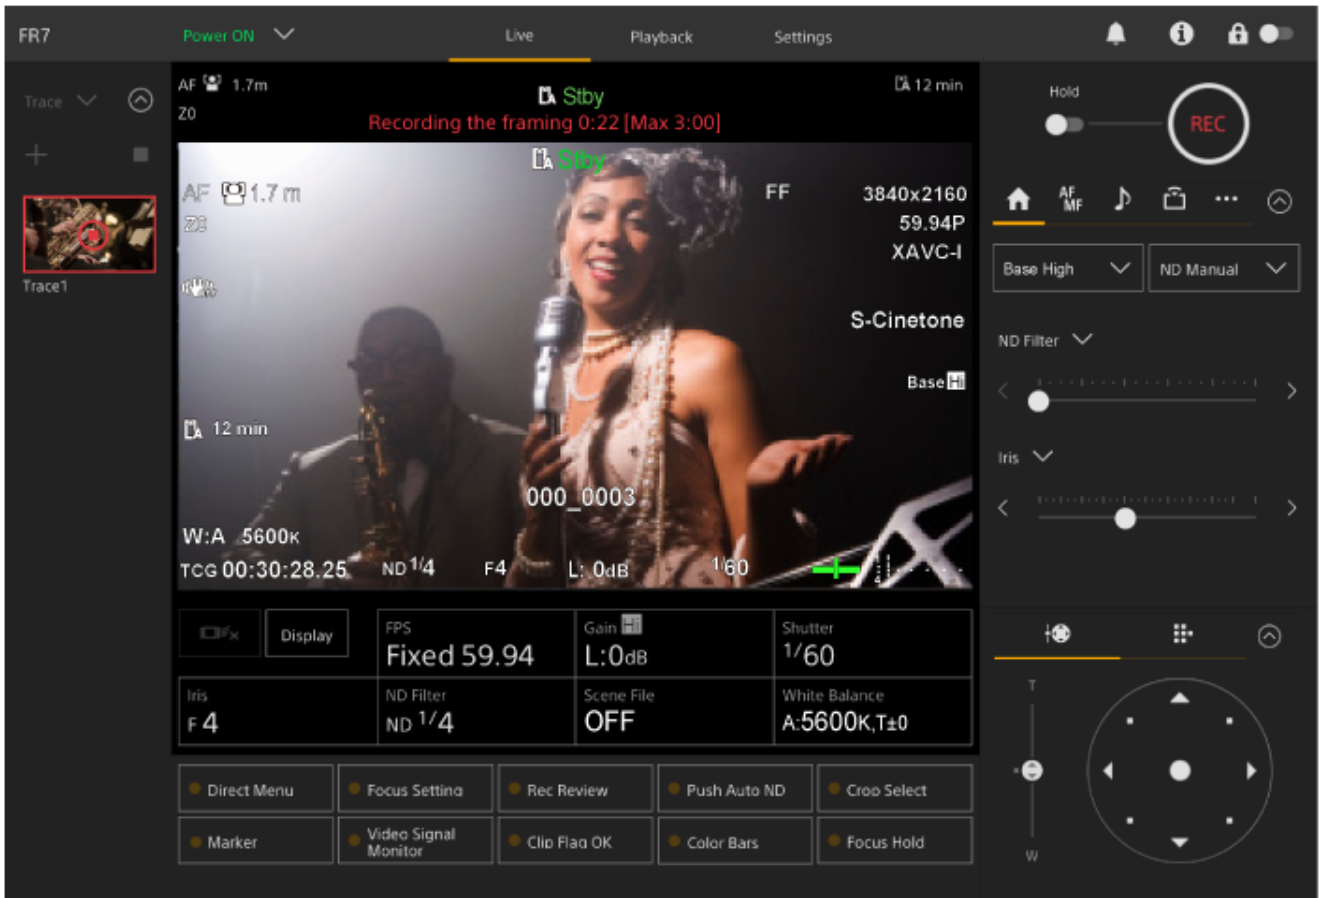 FR7
Power ON
Live
Playback
Settings
Trace
Trace1
AF 1.7m
Z0
Stby
12 min
Recording the framing 0:22 [Max 3:00]
Stby
AF 1.7 m
Z0
FF
3840x2160
59.94P
XAVC-I
S-Cinetone
Base Hi
12 min
000_0003
W:A 5600K
TCG 00:30:28.25
ND 1/4
F4
L: 0dB
1/60
Display
FPS
Fixed 59.94
Gain Hi
L:0dB
Shutter
1/60
Iris
F 4
ND Filter
ND 1/4
Scene File
OFF
White Balance
A:5600K,T±0
Direct Menu
Focus Setting
Rec Review
Push Auto ND
Crop Select
Marker
Video Signal
Monitor
Clip Flag OK
Color Bars
Focus Hold
Hold
REC
AF
MF
Base High
ND Manual
ND Filter
Iris
T
W